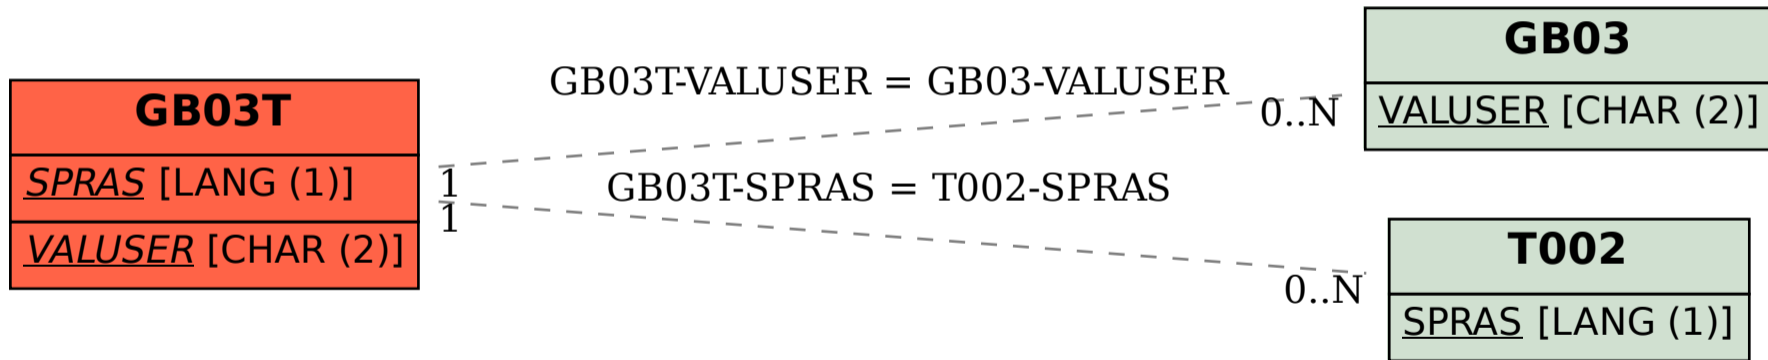 GB03T
SPRAS [LANG (1)]
VALUSER [CHAR (2)]
GB03T-VALUSER = GB03-VALUSER
1
0..N
GB03T-SPRAS = T002-SPRAS
1
0..N
GB03
VALUSER [CHAR (2)]
T002
SPRAS [LANG (1)]